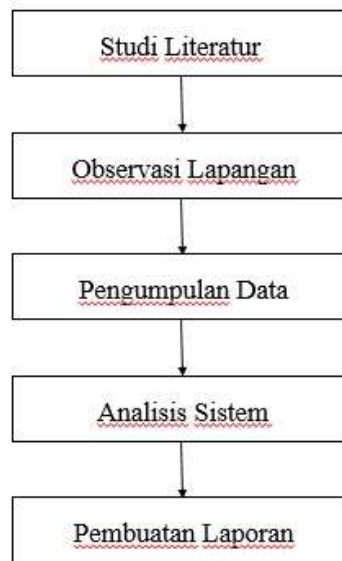 Studi Literatur
Observasi Lapangan
Pengumpulan Data
Analisis Sistem
Pembuatan Laporan